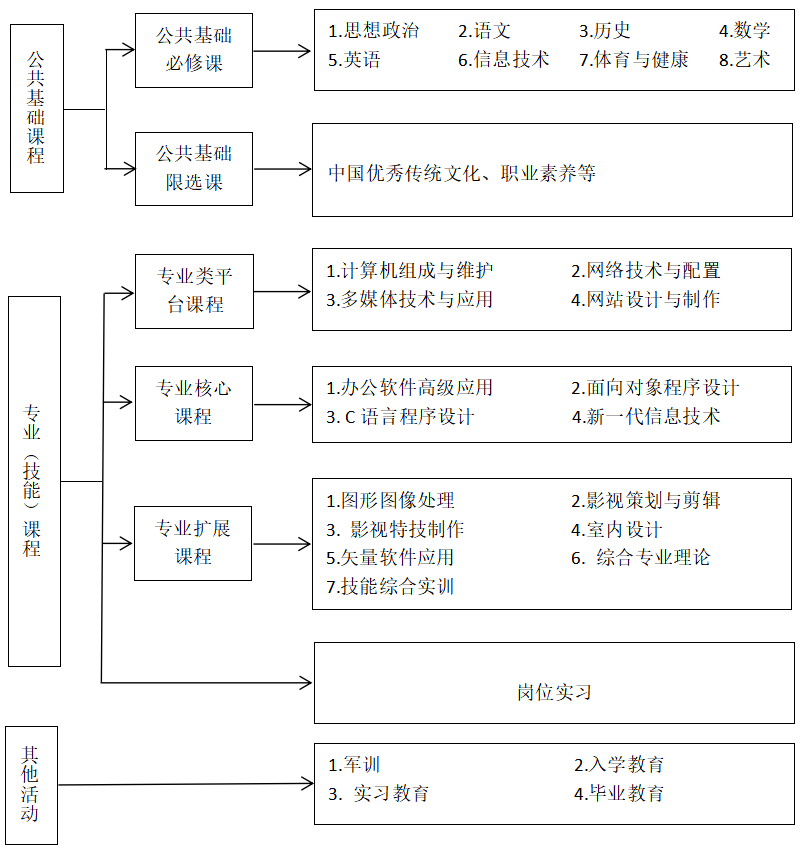 公共基础课程
公共基础
必修课
1.思想政治 2.语文 3.历史 4.数学
5.英语 6.信息技术 7.体育与健康 8.艺术
公共基础
限选课
中国优秀传统文化、职业素养等
专业（技能）课程
专业类平
台课程
1.计算机组成与维护 2.网络技术与配置
3.多媒体技术与应用 4.网站设计与制作
专业核心
课程
1.办公软件高级应用 2.面向对象程序设计
3. C 语言程序设计 4.新一代信息技术
专业扩展
课程
1.图形图像处理 2.影视策划与剪辑
3. 影视特技制作 4.室内设计
5.矢量软件应用 6. 综合专业理论
7.技能综合实训
岗位实习
其他活动
1.军训 2.入学教育
3. 实习教育 4.毕业教育